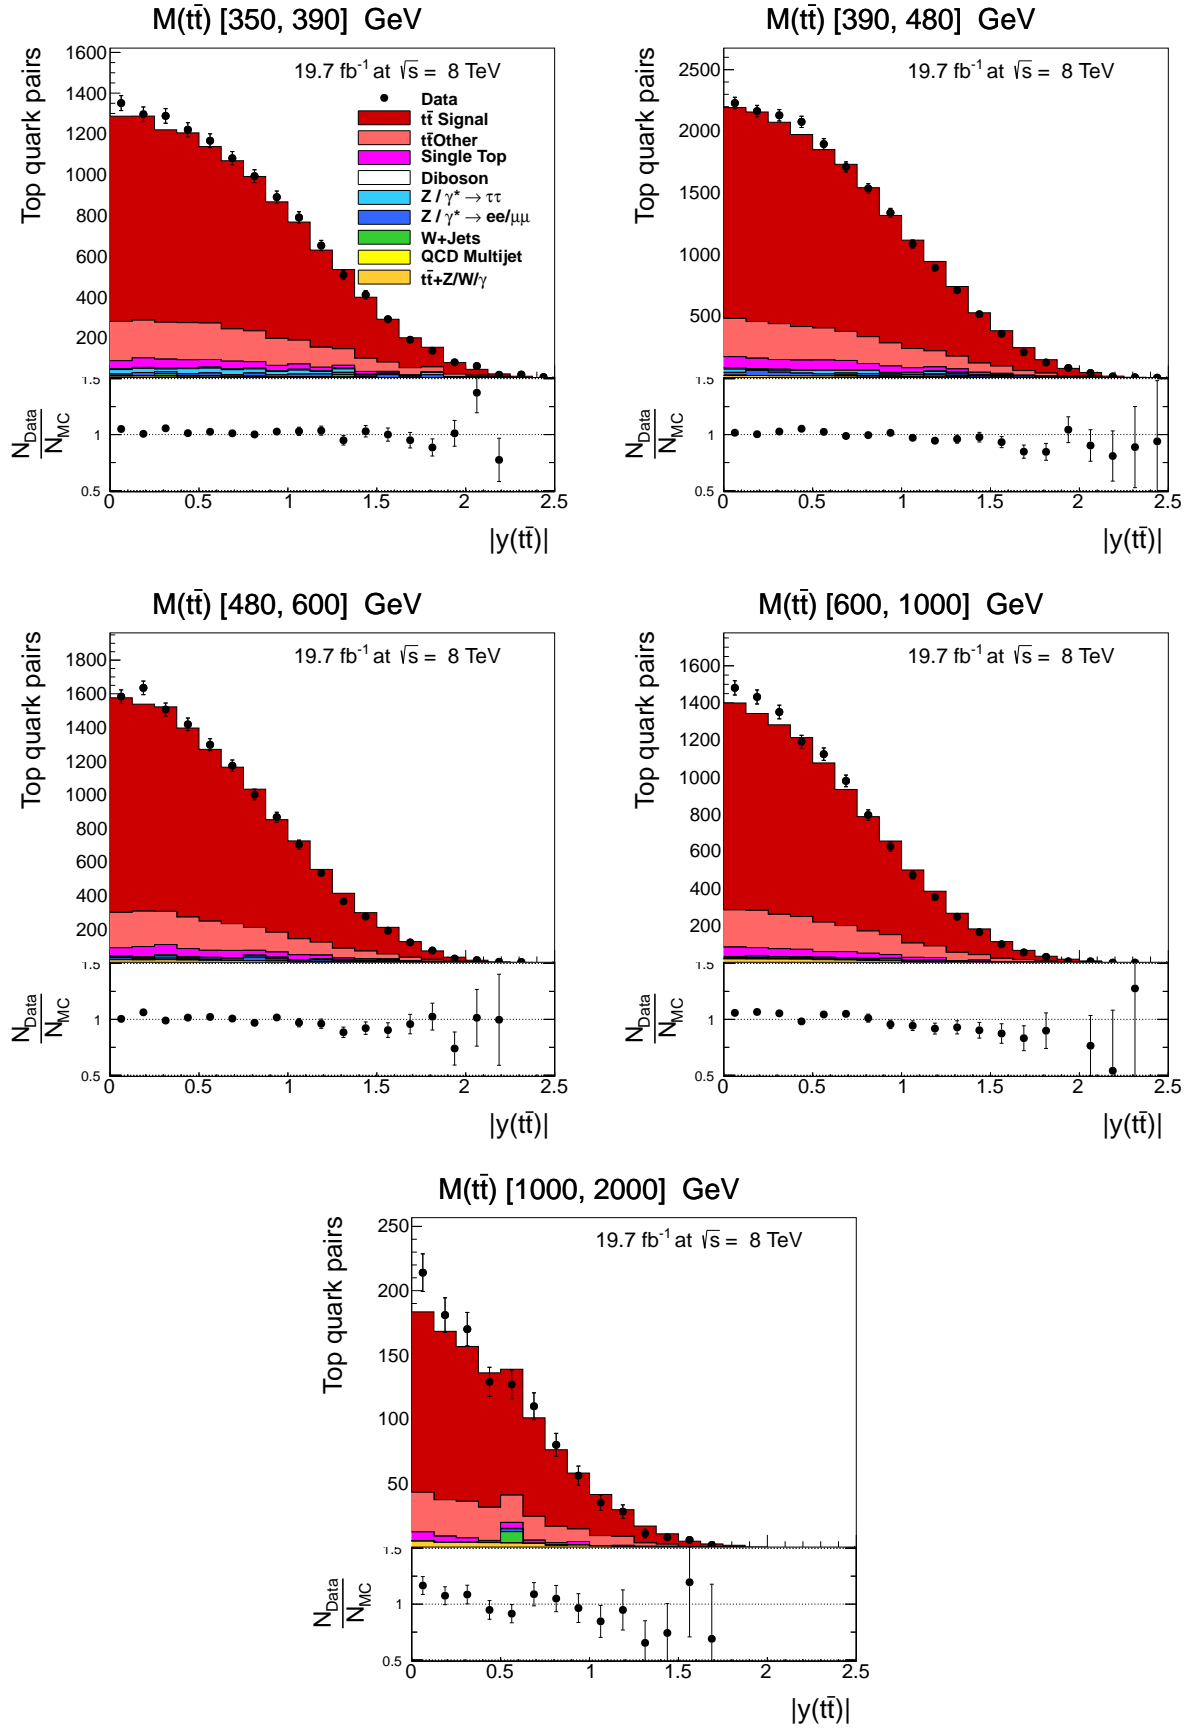 M(tt̄) [350, 390] GeV
Top quark pairs
1600
1400
1200
1000
800
600
400
200
19.7 fb⁻¹ at √s = 8 TeV
Data
tt̄ Signal
tt̄Other
Single Top
Diboson
Z / γ* → ττ
Z / γ* → ee/μμ
W+Jets
QCD Multijet
tt̄+Z/W/γ
N_Data
N_MC
1.5
1
0.5
0 0.5 1 1.5 2 2.5
|y(tt̄)|
M(tt̄) [390, 480] GeV
Top quark pairs
2500
2000
1500
1000
500
19.7 fb⁻¹ at √s = 8 TeV
N_Data
N_MC
1.5
1
0.5
0 0.5 1 1.5 2 2.5
|y(tt̄)|
M(tt̄) [480, 600] GeV
Top quark pairs
1800
1600
1400
1200
1000
800
600
400
200
19.7 fb⁻¹ at √s = 8 TeV
N_Data
N_MC
1.5
1
0.5
0 0.5 1 1.5 2 2.5
|y(tt̄)|
M(tt̄) [600, 1000] GeV
Top quark pairs
1600
1400
1200
1000
800
600
400
200
19.7 fb⁻¹ at √s = 8 TeV
N_Data
N_MC
1.5
1
0.5
0 0.5 1 1.5 2 2.5
|y(tt̄)|
M(tt̄) [1000, 2000] GeV
Top quark pairs
250
200
150
100
50
19.7 fb⁻¹ at √s = 8 TeV
N_Data
N_MC
1.5
1
0.5
0 0.5 1 1.5 2 2.5
|y(tt̄)|